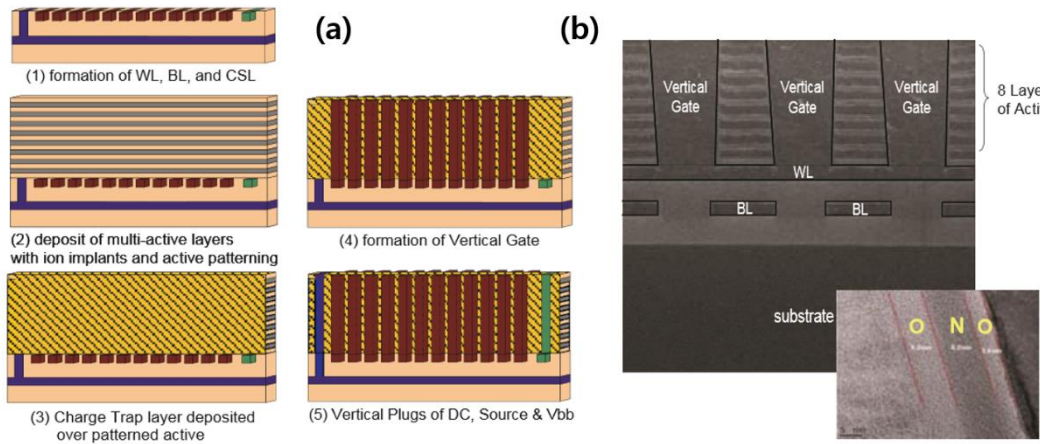 (a)
(1) formation of WL, BL, and CSL
(2) deposit of multi-active layers
with ion implants and active patterning
(3) Charge Trap layer deposited
over patterned active
(4) formation of Vertical Gate
(5) Vertical Plugs of DC, Source & Vbb
(b)
Vertical
Gate
Vertical
Gate
Vertical
Gate
8 Laye
of Acti
WL
BL
BL
substrate
O N O